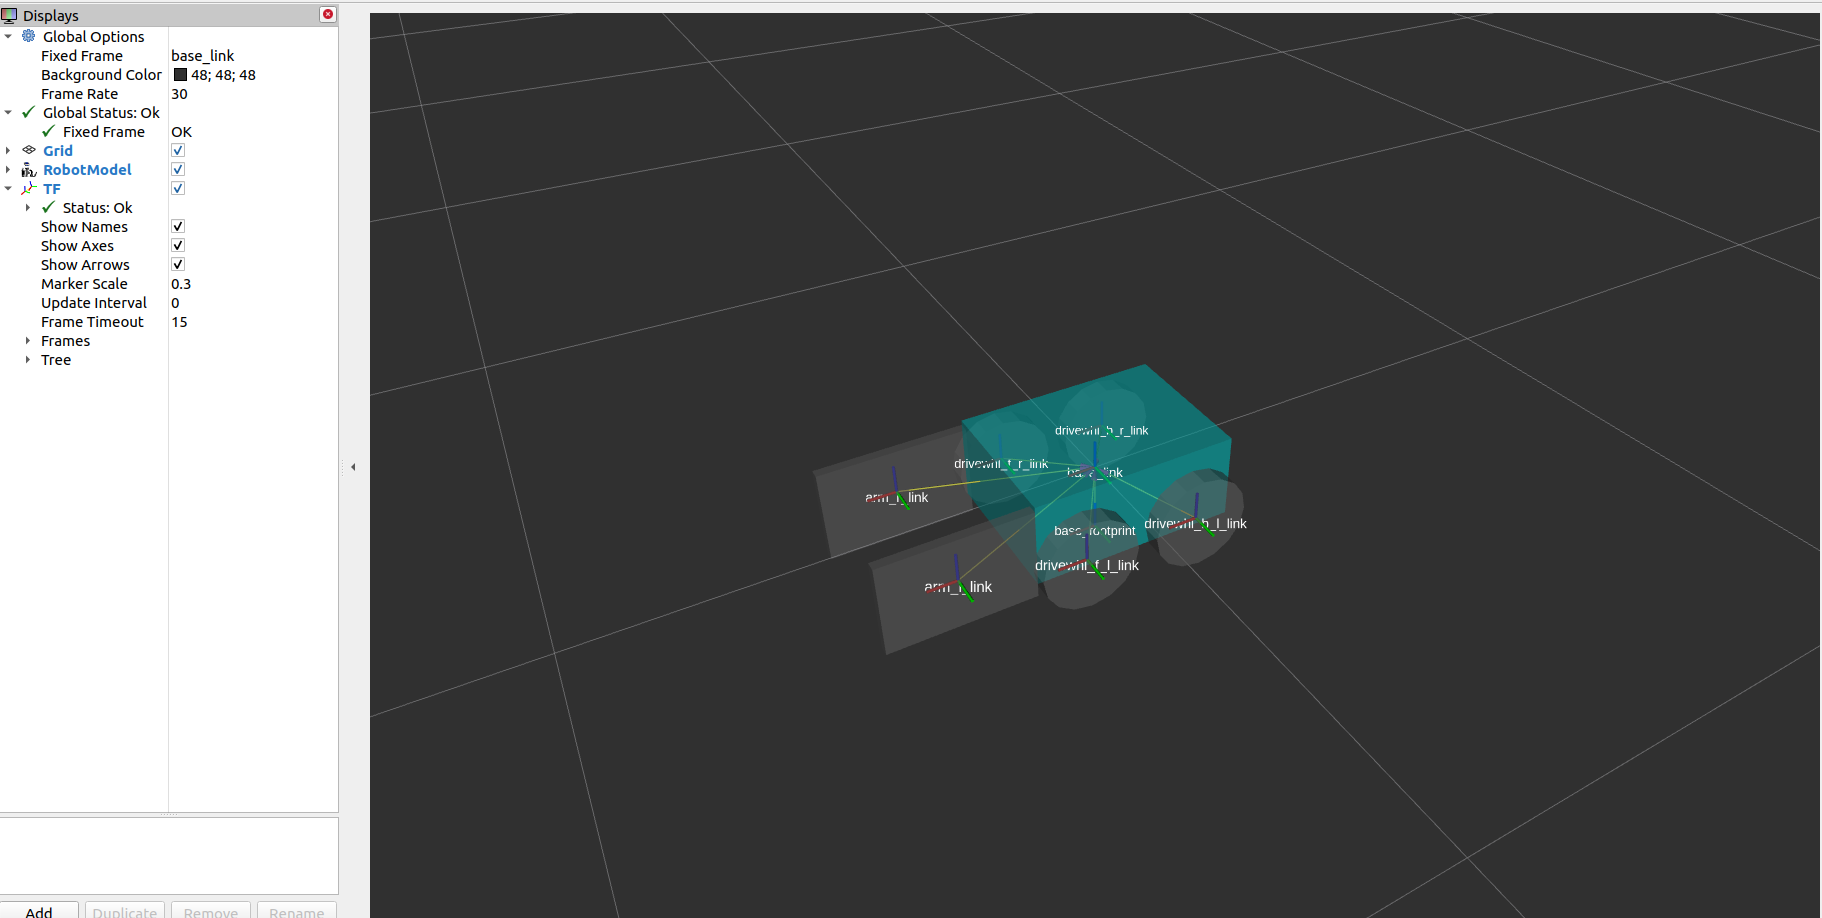 Displays
Global Options
Fixed Frame base_link
Background Color 48; 48; 48
Frame Rate 30
Global Status: Ok
Fixed Frame OK
Grid
RobotModel
TF
Status: Ok
Show Names
Show Axes
Show Arrows
Marker Scale 0.3
Update Interval 0
Frame Timeout 15
Frames
Tree
Add Duplicate Remove Rename
drivewhl_b_r_link
drivewhl_f_r_link
base_link
arm_r_link
drivewhl_b_l_link
base_footprint
drivewhl_f_l_link
arm_l_link